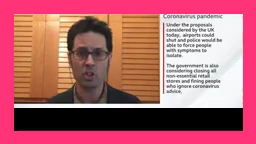 Coronavirus pandemic
Under the proposals
considered by the UK
today, airports could
shut and police would be
able to force people
with symptoms to
isolate.
The government is also
considering closing all
non-essential retail
stores and fining people
who ignore coronavirus
advice.